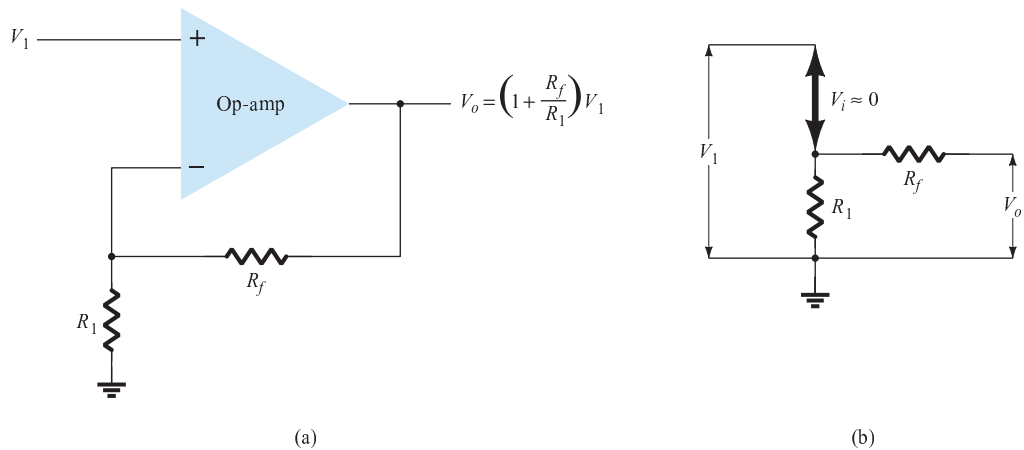 V1
+
Op-amp
−
Vo = (1 + Rf/R1) V1
Rf
R1
(a)
V1
Vi ≈ 0
Rf
R1
Vo
(b)